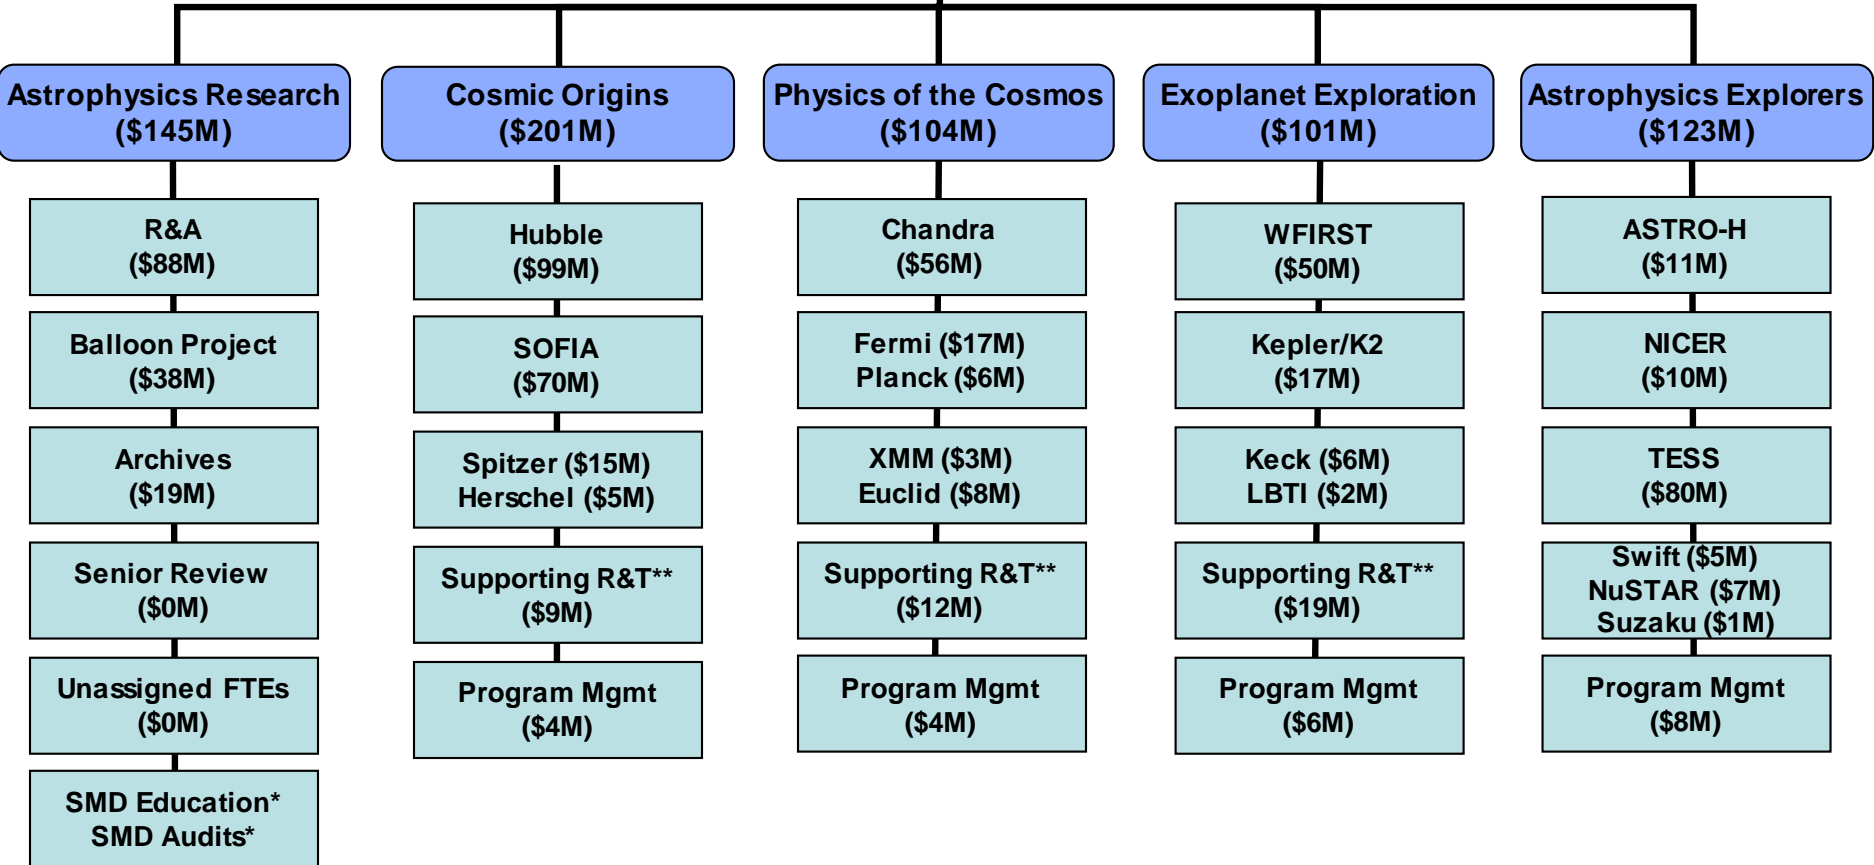 Astrophysics Research
($145M)
Cosmic Origins
($201M)
Physics of the Cosmos
($104M)
Exoplanet Exploration
($101M)
Astrophysics Explorers
($123M)
R&A
($88M)
Balloon Project
($38M)
Archives
($19M)
Senior Review
($0M)
Unassigned FTEs
($0M)
SMD Education*
SMD Audits*
Hubble
($99M)
SOFIA
($70M)
Spitzer ($15M)
Herschel ($5M)
Supporting R&T**
($9M)
Program Mgmt
($4M)
Chandra
($56M)
Fermi ($17M)
Planck ($6M)
XMM ($3M)
Euclid ($8M)
Supporting R&T**
($12M)
Program Mgmt
($4M)
WFIRST
($50M)
Kepler/K2
($17M)
Keck ($6M)
LBTI ($2M)
Supporting R&T**
($19M)
Program Mgmt
($6M)
ASTRO-H
($11M)
NICER
($10M)
TESS
($80M)
Swift ($5M)
NuSTAR ($7M)
Suzaku ($1M)
Program Mgmt
($8M)